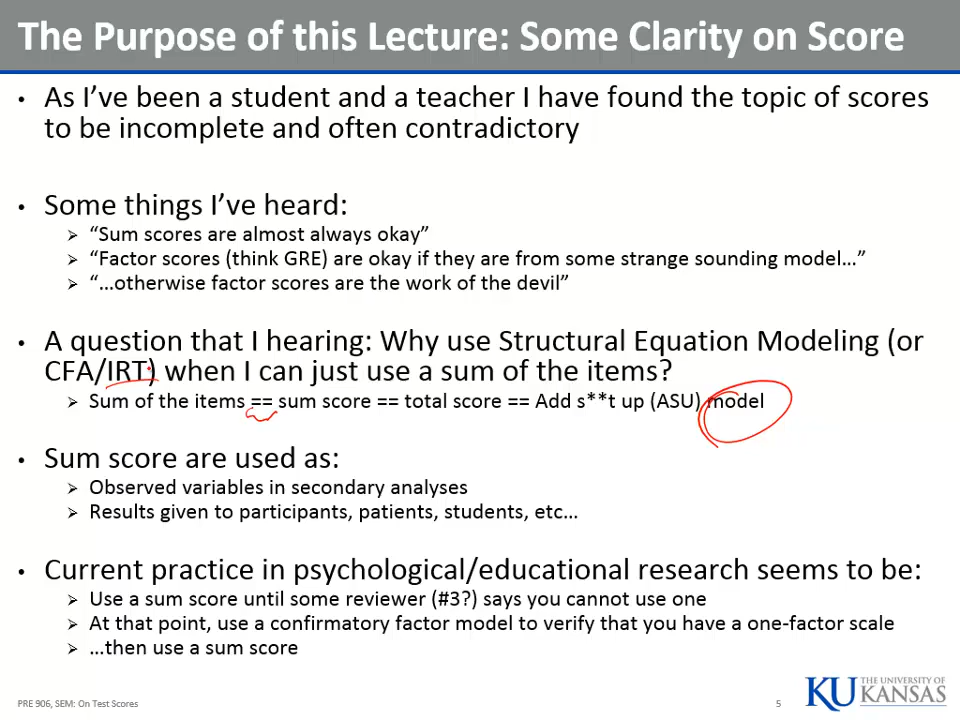 The Purpose of this Lecture: Some Clarity on Score
• As I’ve been a student and a teacher I have found the topic of scores
to be incomplete and often contradictory
• Some things I’ve heard:
➢ “Sum scores are almost always okay”
➢ “Factor scores (think GRE) are okay if they are from some strange sounding model…”
➢ “…otherwise factor scores are the work of the devil”
• A question that I hearing: Why use Structural Equation Modeling (or
CFA/IRT) when I can just use a sum of the items?
➢ Sum of the items == sum score == total score == Add s**t up (ASU) model
• Sum score are used as:
➢ Observed variables in secondary analyses
➢ Results given to participants, patients, students, etc…
• Current practice in psychological/educational research seems to be:
➢ Use a sum score until some reviewer (#3?) says you cannot use one
➢ At that point, use a confirmatory factor model to verify that you have a one-factor scale
➢ …then use a sum score
PRE 906, SEM: On Test Scores
5
KU THE UNIVERSITY OF
KANSAS